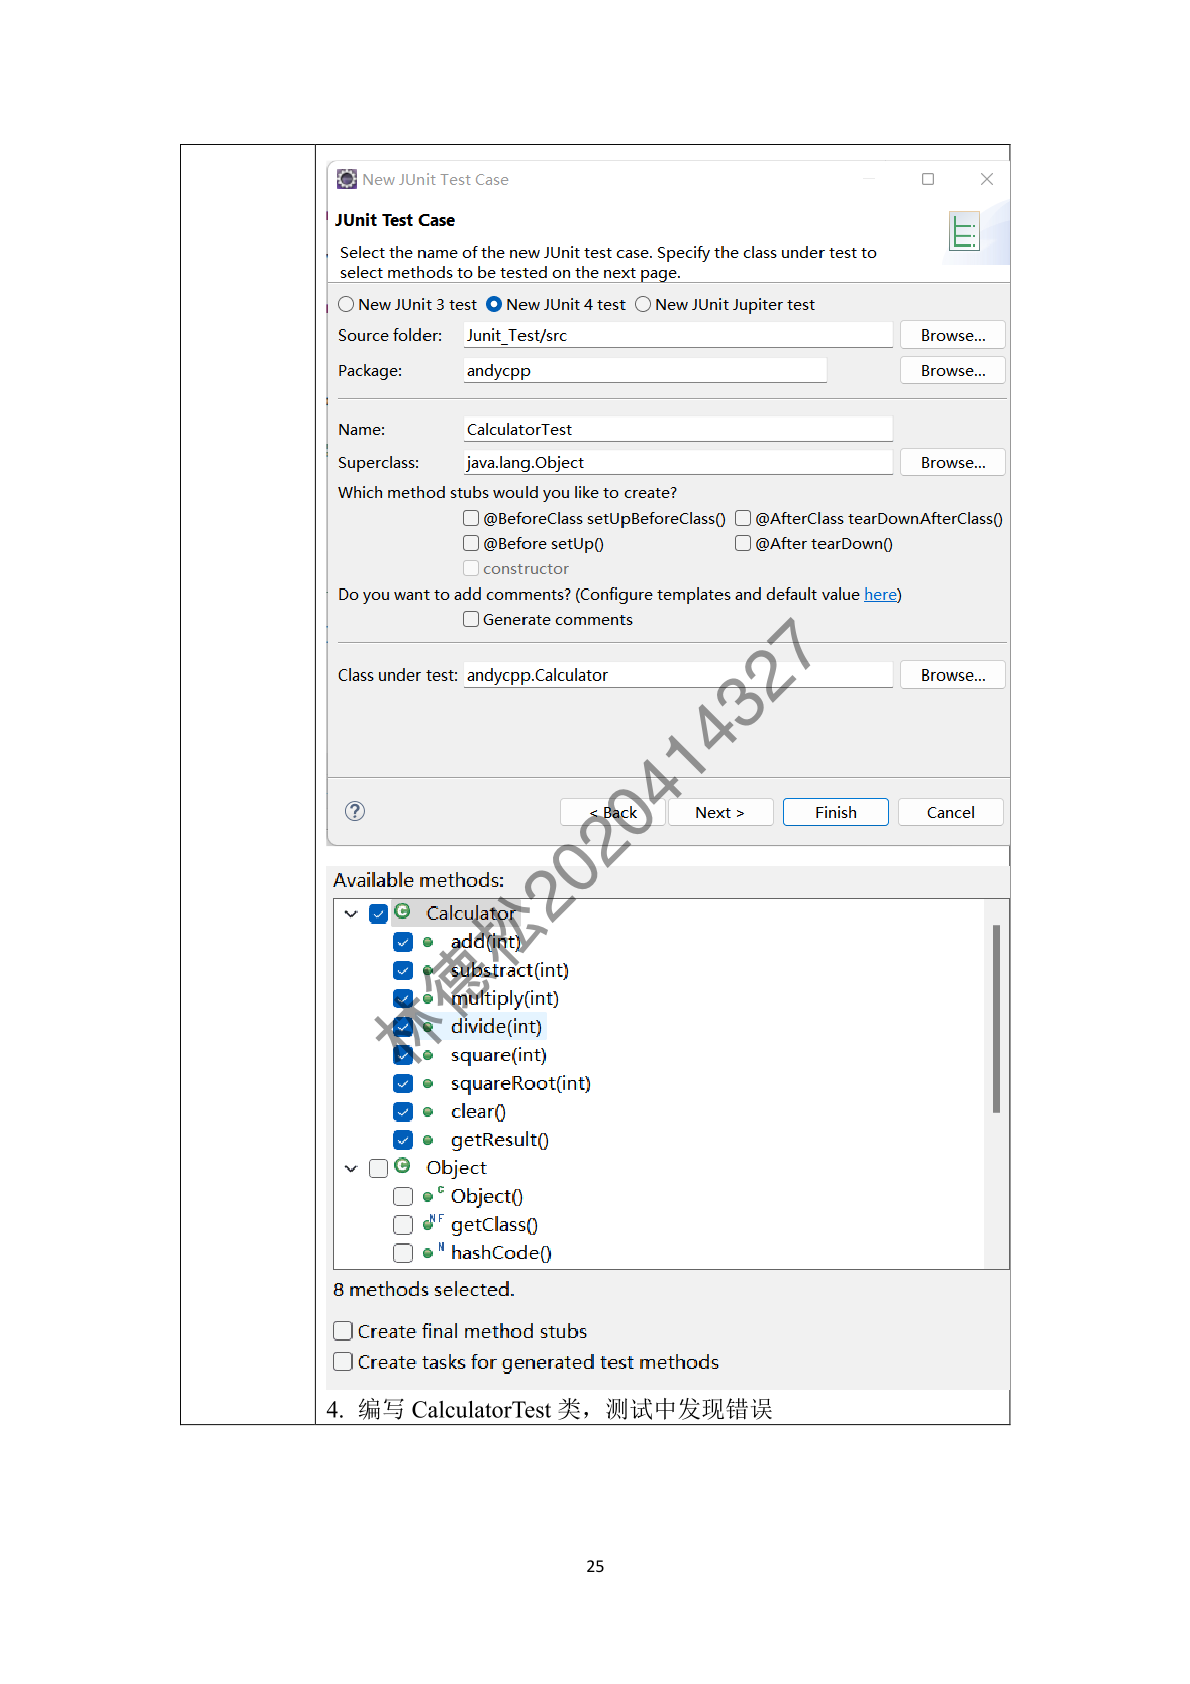 New JUnit Test Case
JUnit Test Case
Select the name of the new JUnit test case. Specify the class under test to
select methods to be tested on the next page.
New JUnit 3 test New JUnit 4 test New JUnit Jupiter test
Source folder: Junit_Test/src Browse...
Package: andycpp Browse...
Name: CalculatorTest
Superclass: java.lang.Object Browse...
Which method stubs would you like to create?
@BeforeClass setUpBeforeClass() @AfterClass tearDownAfterClass()
@Before setUp() @After tearDown()
constructor
Do you want to add comments? (Configure templates and default value here)
Generate comments
Class under test: andycpp.Calculator Browse...
< Back Next > Finish Cancel
林德松2020414327
Available methods:
Calculator
add(int)
substract(int)
multiply(int)
divide(int)
square(int)
squareRoot(int)
clear()
getResult()
Object
Object()
getClass()
hashCode()
8 methods selected.
Create final method stubs
Create tasks for generated test methods
4. 编写 CalculatorTest 类，测试中发现错误
25